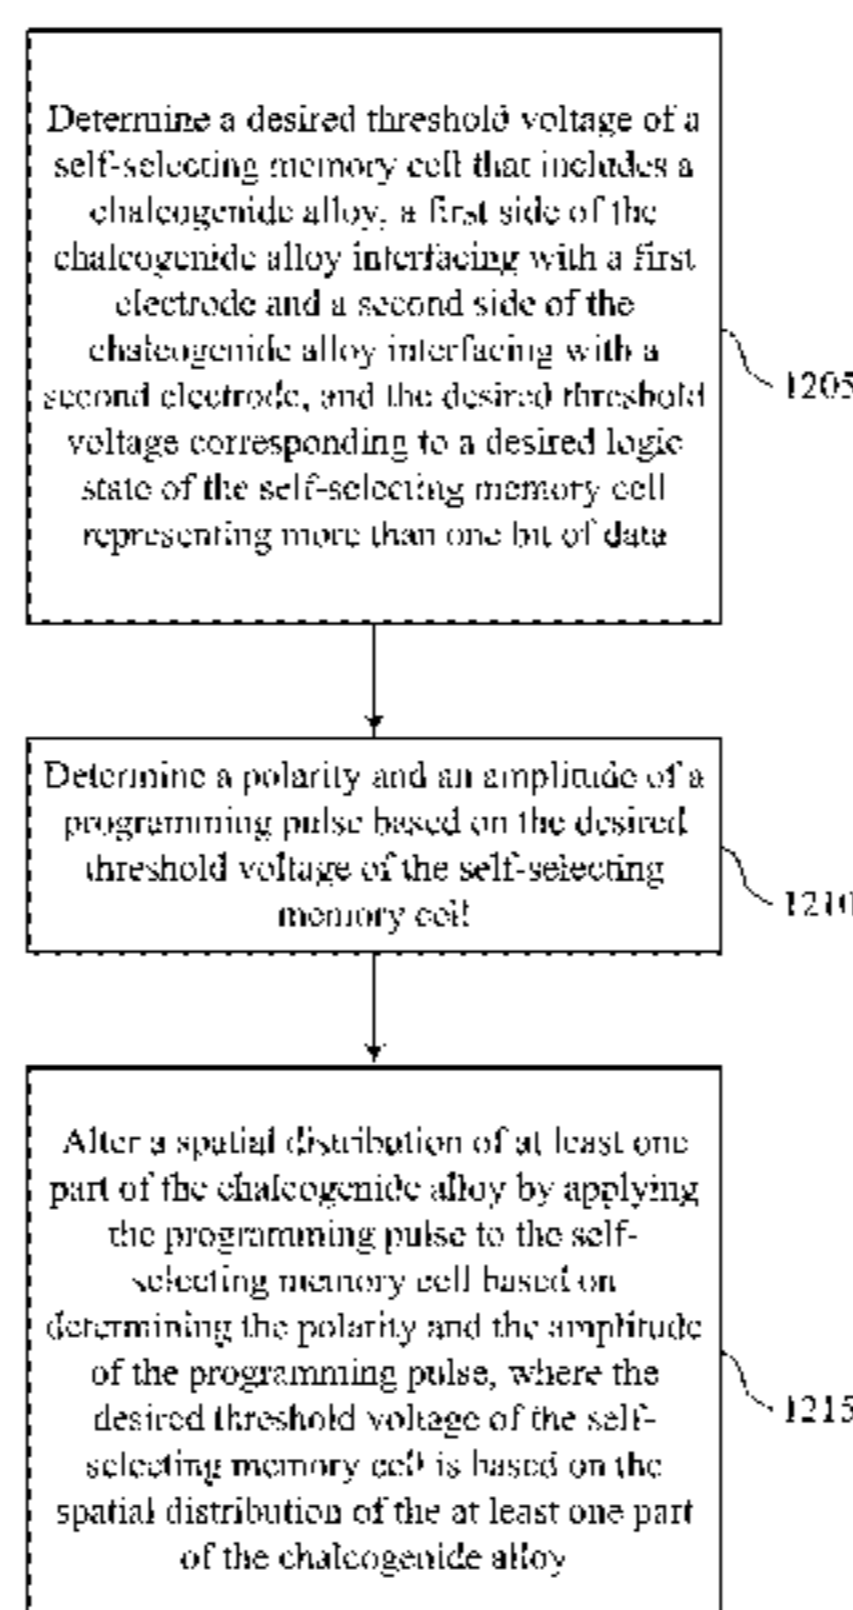 Determine a desired threshold voltage of a
self-selecting memory cell that includes a
chalcogenide alloy, a first side of the
chalcogenide alloy interfacing with a first
electrode and a second side of the
chalcogenide alloy interfacing with a
second electrode, and the desired threshold
voltage corresponding to a desired logic
state of the self-selecting memory cell
representing more than one bit of data
1205
Determine a polarity and an amplitude of a
programming pulse based on the desired
threshold voltage of the self-selecting
memory cell
1210
Alter a spatial distribution of at least one
part of the chalcogenide alloy by applying
the programming pulse to the self-
selecting memory cell based on
determining the polarity and the amplitude
of the programming pulse, where the
desired threshold voltage of the self-
selecting memory cell is based on the
spatial distribution of the at least one part
of the chalcogenide alloy
1215